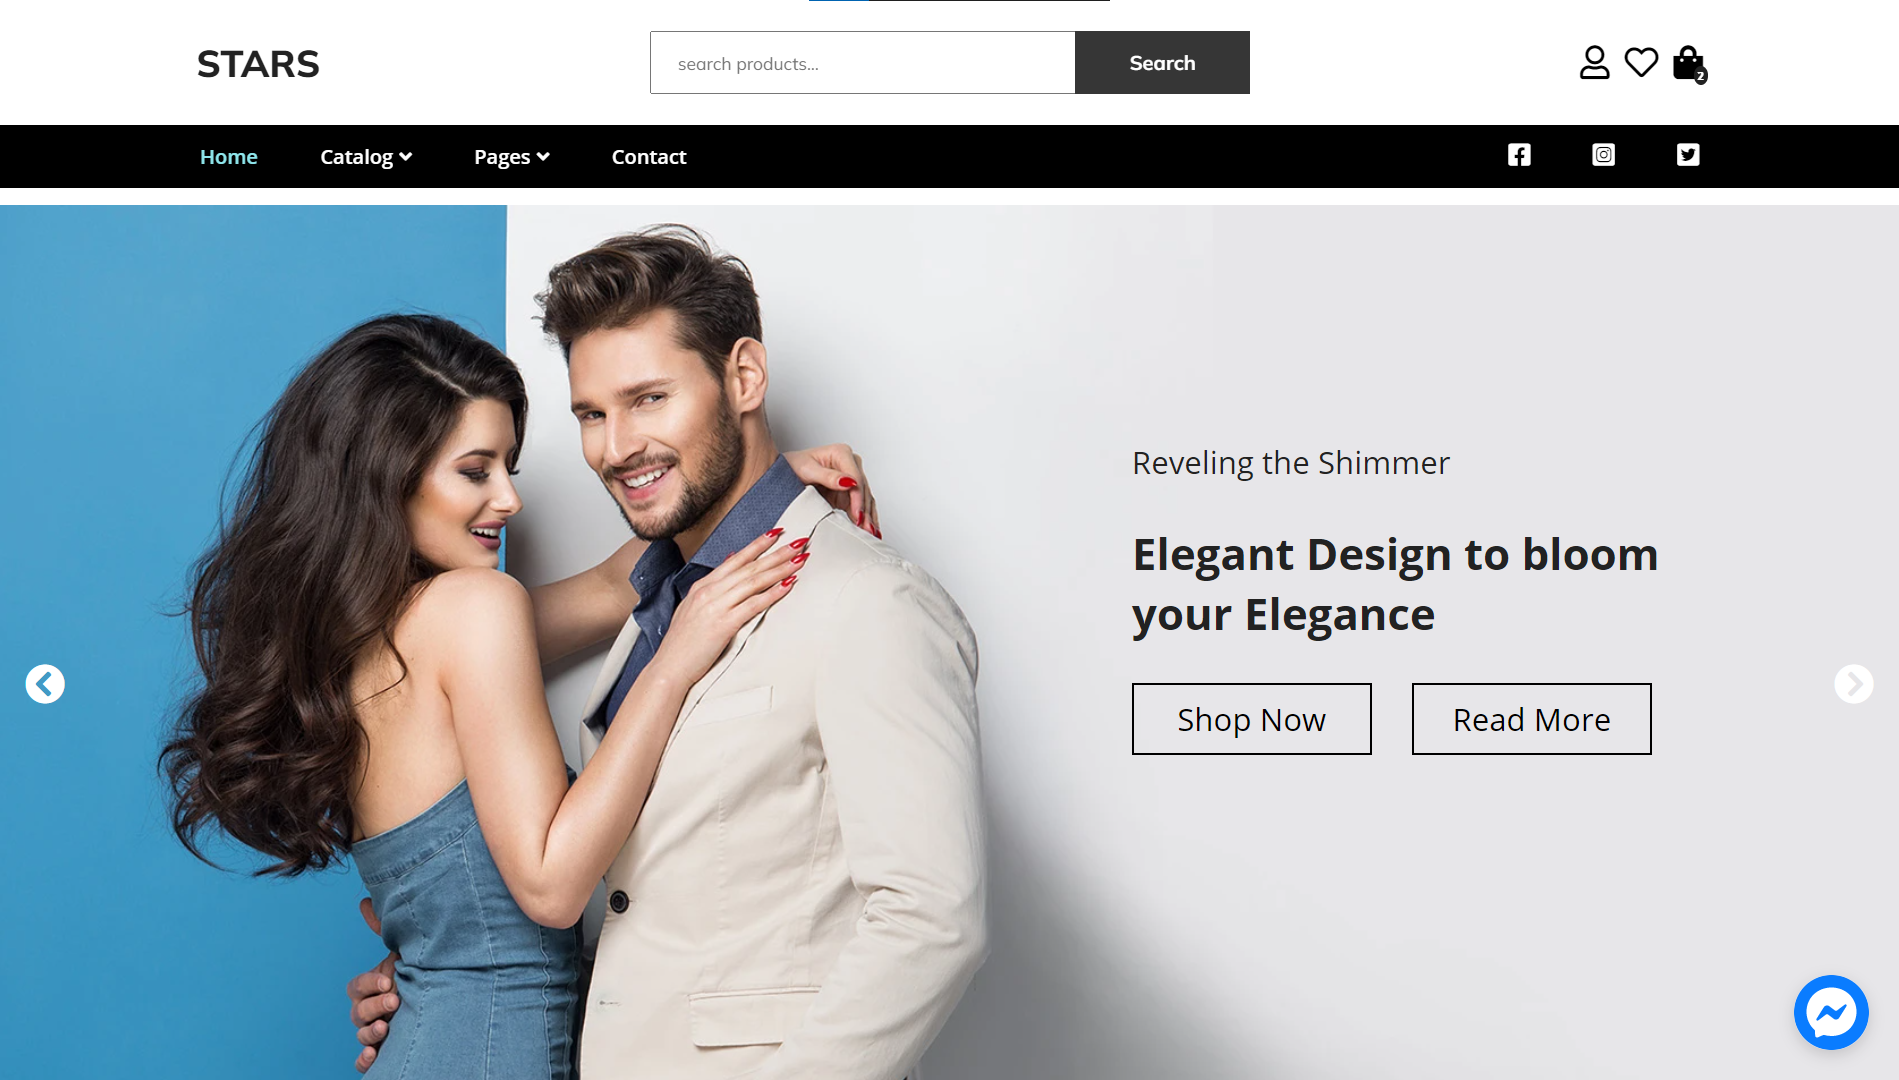 STARS
search products...
Search
2
Home
Catalog
Pages
Contact
Reveling the Shimmer
Elegant Design to bloom
your Elegance
Shop Now
Read More